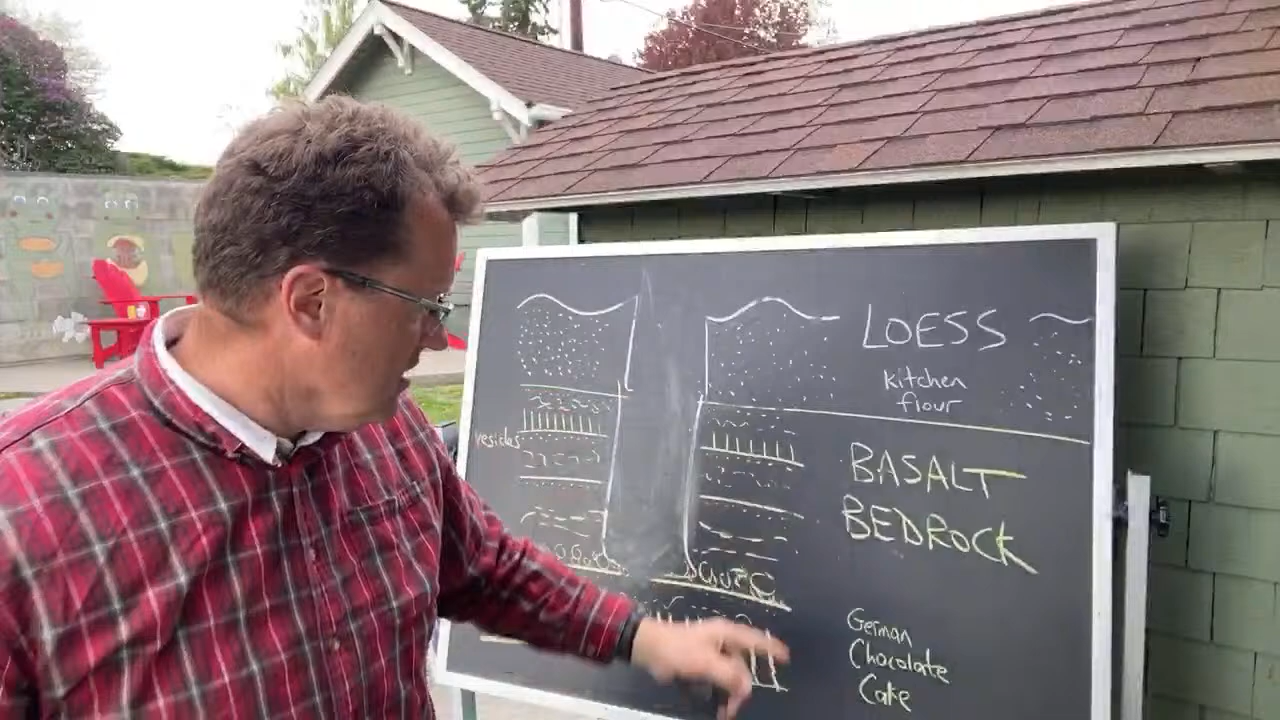 LOESS
kitchen
flour
vesicles
BASALT
BEDROCK
German
Chocolate
Cake